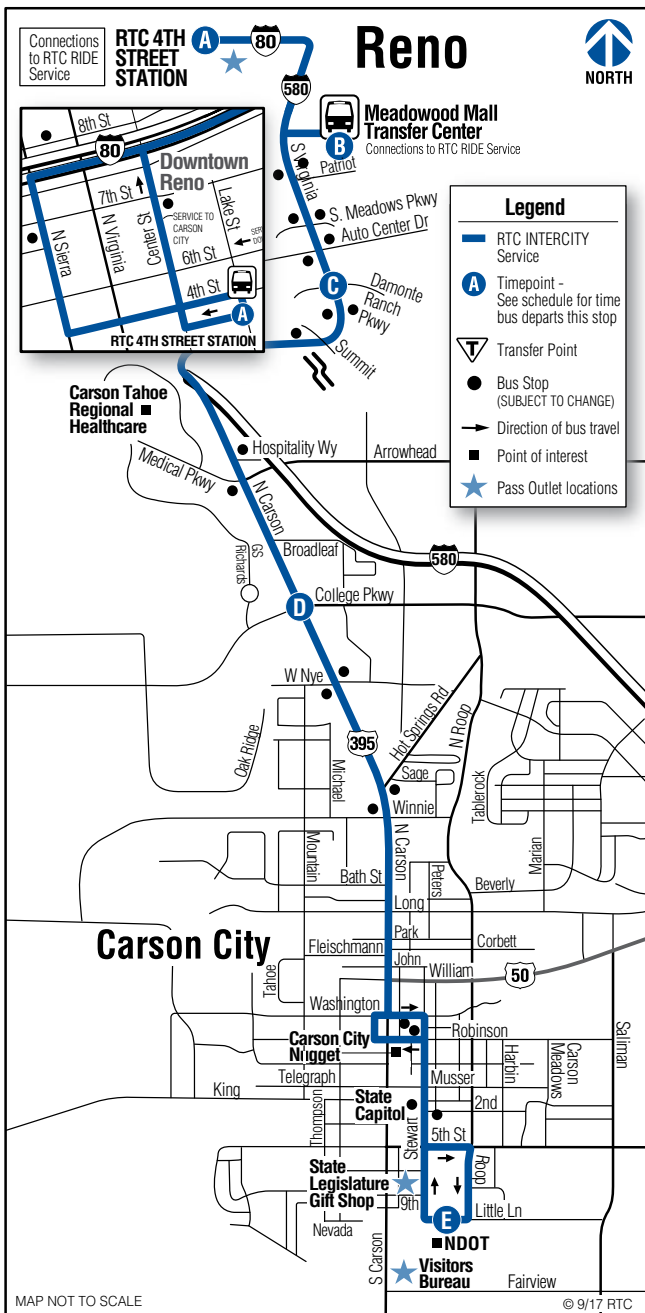 Connections
to RTC RIDE
Service
RTC 4TH
STREET
STATION
A
80
Reno
NORTH
580
Meadowood Mall
Transfer Center
Connections to RTC RIDE Service
B
S Virginia
Patriot
S. Meadows Pkwy
Auto Center Dr
C
Damonte
Ranch
Pkwy
Summit
8th St
80
Downtown
Reno
7th St
SERVICE TO
CARSON
CITY
Lake St
N Sierra
N Virginia
Center St
6th St
4th St
A
RTC 4TH STREET STATION
Legend
RTC INTERCITY
Service
A
Timepoint -
See schedule for time
bus departs this stop
T
Transfer Point
Bus Stop
(SUBJECT TO CHANGE)
Direction of bus travel
Point of interest
Pass Outlet locations
Carson Tahoe
Regional
Healthcare
Hospitality Wy
Arrowhead
Medical Pkwy
N Carson
GS
Richards
Broadleaf
580
College Pkwy
D
W Nye
Hot Springs Rd
N Roop
395
Oak Ridge
Michael
Sage
Winnie
Tablerock
Marian
Mountain
N Carson
Bath St
Peters
Beverly
Long
Park
Carson City
Fleischmann
Corbett
John
William
50
Tahoe
Washington
Robinson
Carson City
Nugget
Harbin
Carson
Meadows
Saliman
Telegraph
Musser
King
State
Capitol
2nd
Thompson
Stewart
5th St
State
Legislature
Gift Shop
Roop
9th
Little Ln
Nevada
E
NDOT
S Carson
Visitors
Bureau
Fairview
MAP NOT TO SCALE
© 9/17 RTC